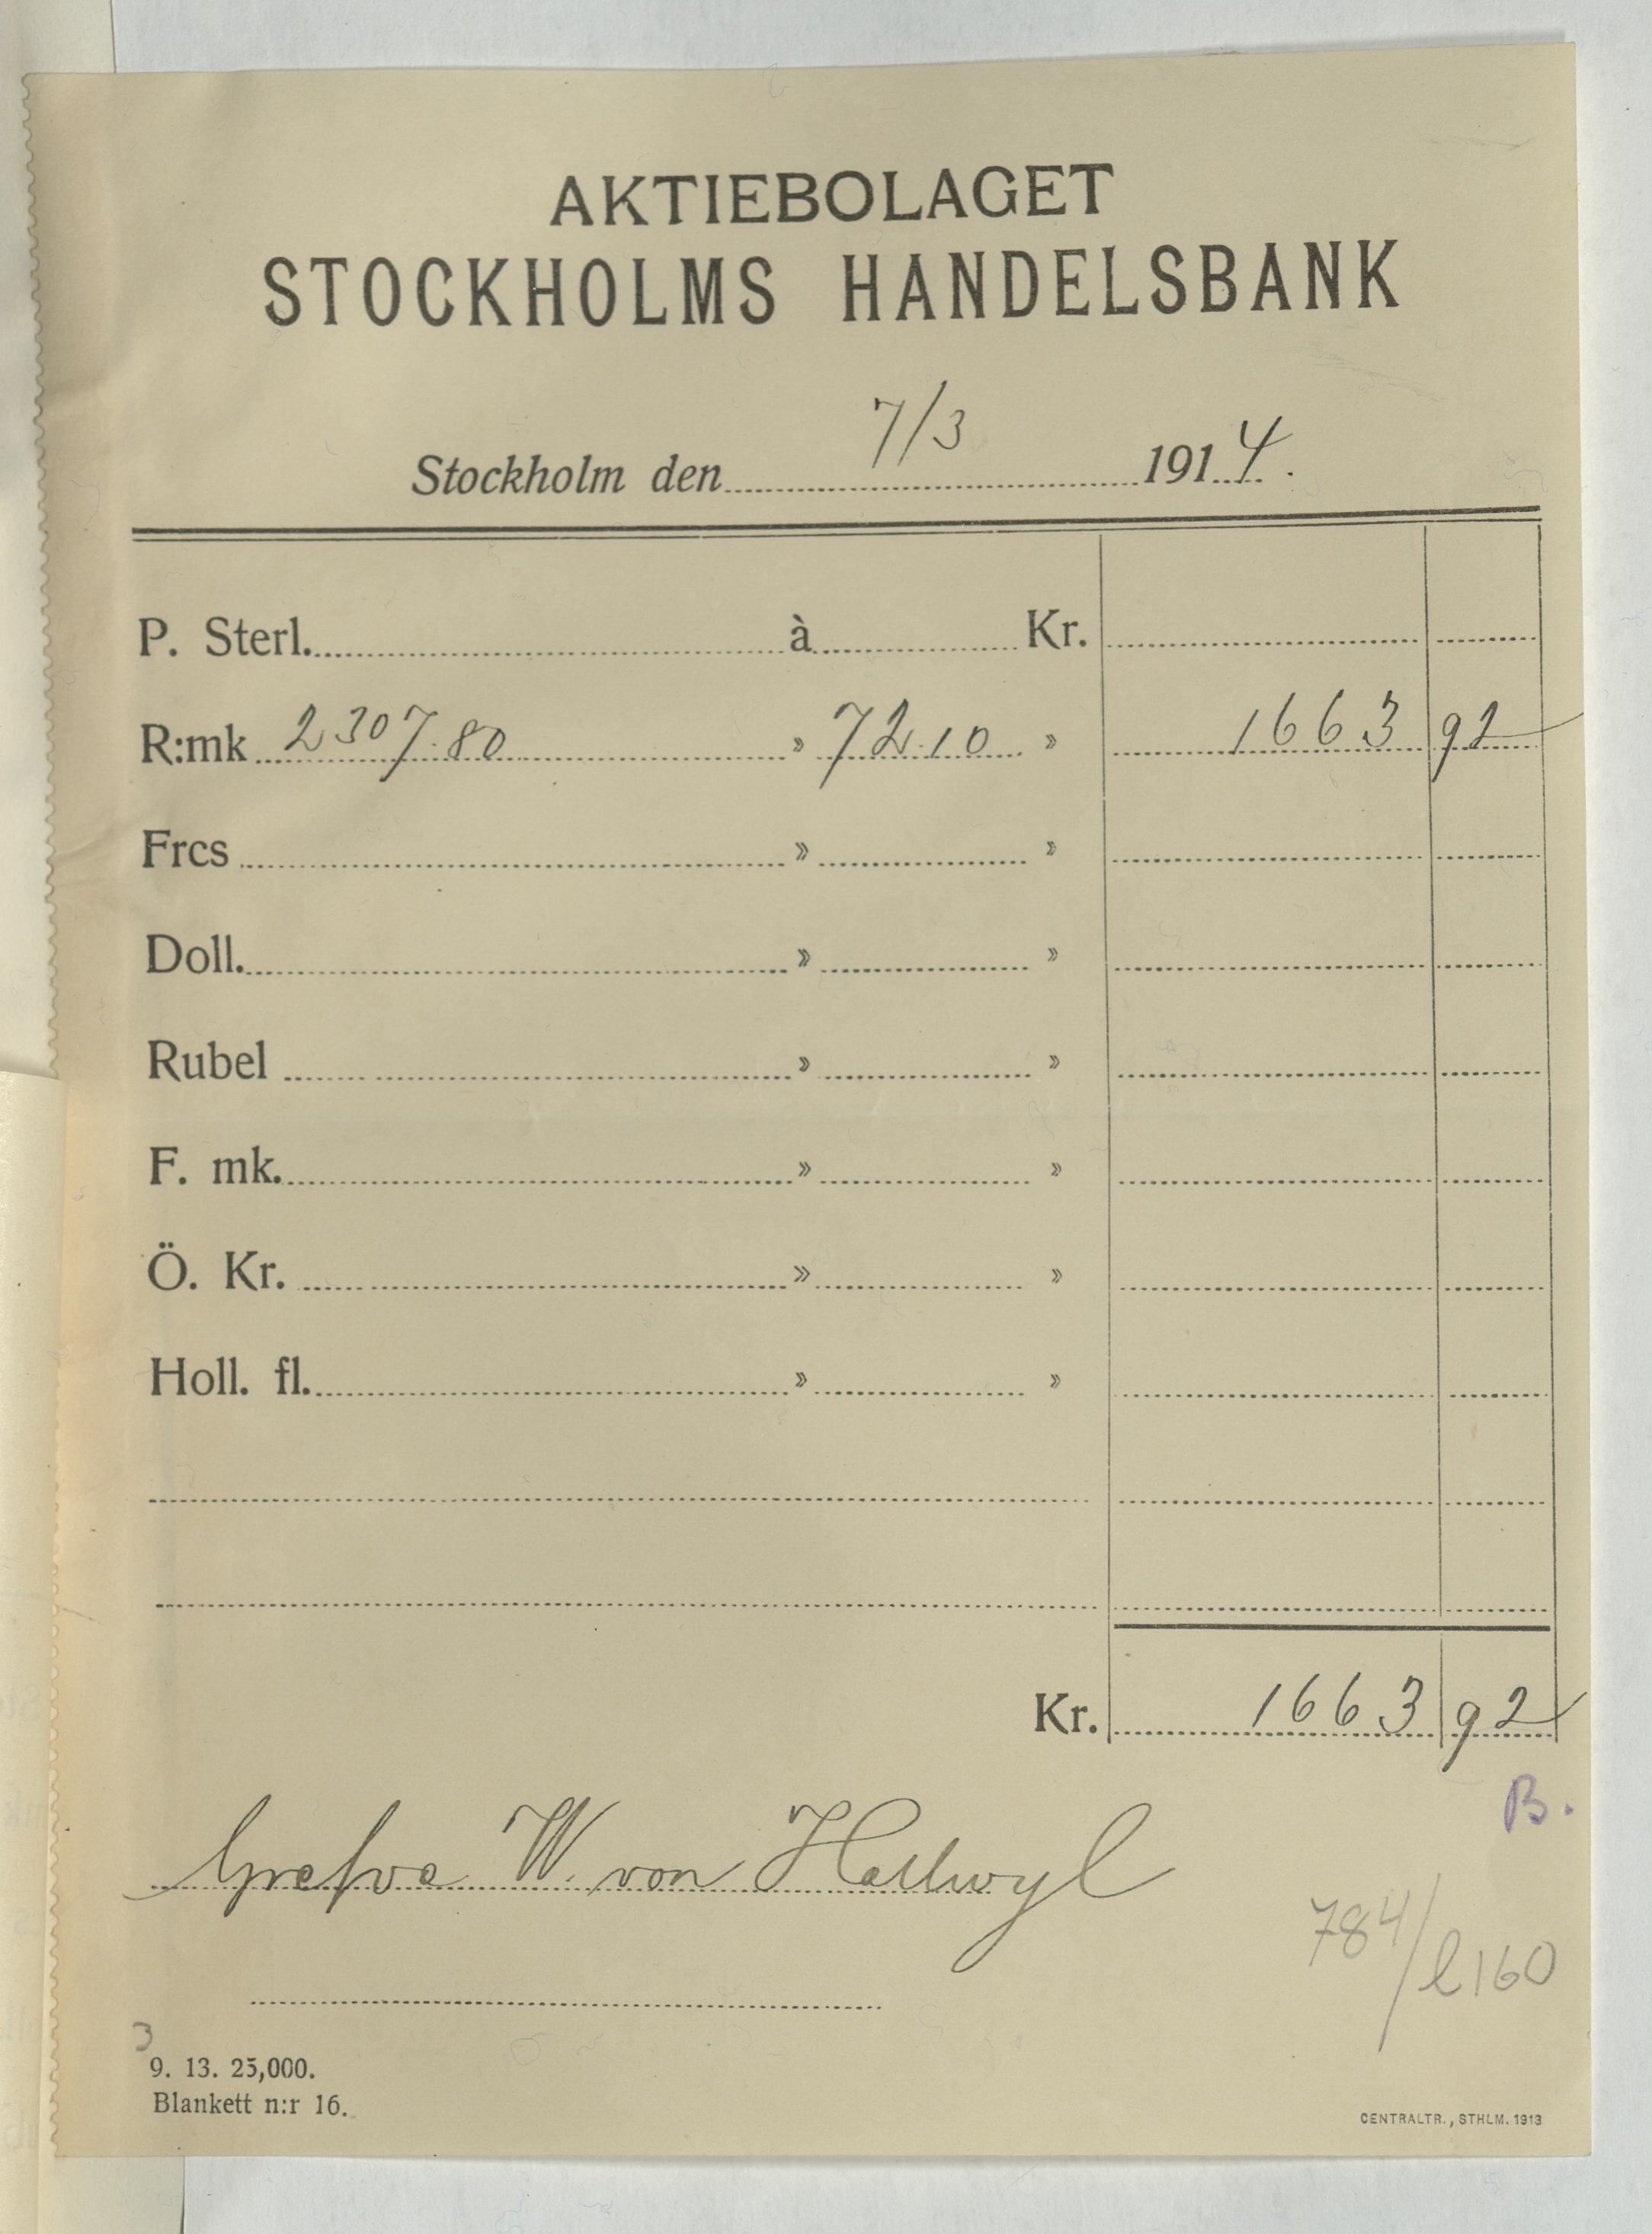 AKTIEBOLAGET
STOCKHOLMS HANDELSBANK
Stockholm den 7/3 1914.
P. Sterl. à Kr.
R:mk 2307.80 » 72.10 » 1663 92
Frcs » »
Doll. » »
Rubel » »
F. mk. » »
Ö. Kr. » »
Holl. fl. » »
Kr. 1663 92
B.
Grefve W. von Hallwyl
784/l160
3
9. 13. 25,000.
Blankett n:r 16.
CENTRALTR., STHLM. 1913